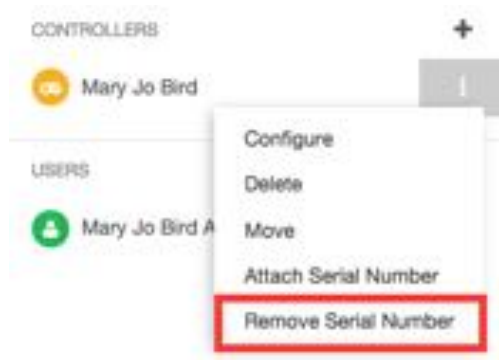 CONTROLLERS
Mary Jo Bird
Configure
USERS
Delete
Mary Jo Bird A
Move
Attach Serial Number
Remove Serial Number